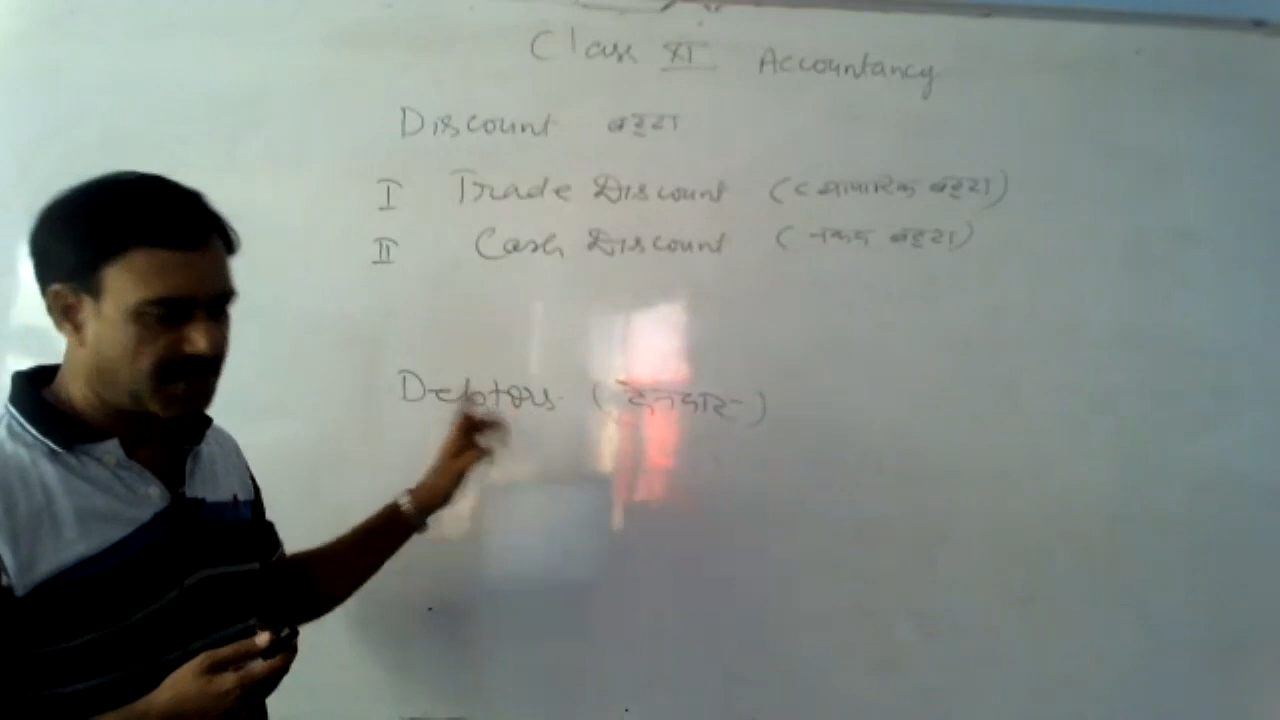 Class XI Accountancy
Discount बट्टा
I Trade Discount (व्यापारिक बट्टा)
II Cash Discount (नकद बट्टा)
Debtors (देनदार)